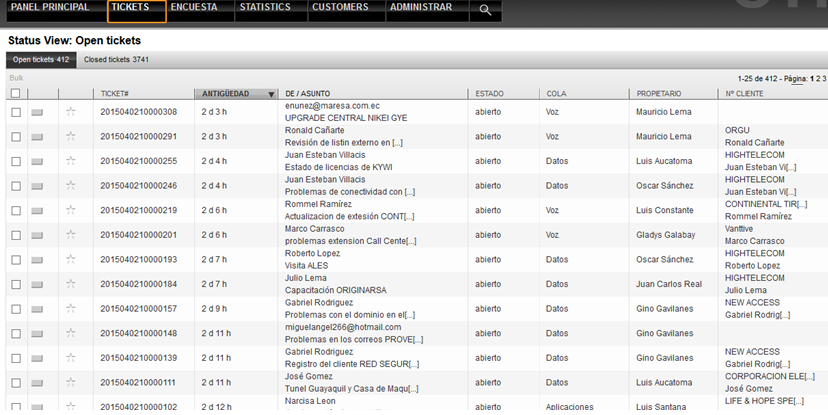 PANEL PRINCIPAL TICKETS ENCUESTA STATISTICS CUSTOMERS ADMINISTRAR
Status View: Open tickets
Open tickets 412 Closed tickets 3741
Bulk
1-25 de 412 - Página: 1 2 3
TICKET# ANTIGÜEDAD DE / ASUNTO ESTADO COLA PROPIETARIO Nº CLIENTE
enunez@maresa.com.ec
2015040210000308 2 d 3 h abierto Voz Mauricio Lema
UPGRADE CENTRAL NIKEI GYE
Ronald Cañarte ORGU
2015040210000291 2 d 3 h abierto Voz Mauricio Lema
Revisión de listin externo en [...] Ronald Cañarte
Juan Esteban Villacis HIGHTELECOM
2015040210000255 2 d 4 h abierto Datos Luis Aucatoma
Estado de licencias de KYWI Juan Esteban Vi[...]
Juan Esteban Villacis HIGHTELECOM
2015040210000246 2 d 4 h abierto Datos Oscar Sánchez
Problemas de conectividad con [...] Juan Esteban Vi[...]
Rommel Ramírez CONTINENTAL TIR[...]
2015040210000219 2 d 6 h abierto Voz Luis Constante
Actualizacion de extesión CONT[...] Rommel Ramírez
Marco Carrasco Vanttive
2015040210000201 2 d 6 h abierto Voz Gladys Galabay
problemas extension Call Cente[...] Marco Carrasco
Roberto Lopez HIGHTELECOM
2015040210000193 2 d 7 h abierto Datos Oscar Sánchez
Visita ALES Roberto Lopez
Julio Lema HIGHTELECOM
2015040210000184 2 d 7 h abierto Datos Juan Carlos Real
Capacitación ORIGINARSA Julio Lema
Gabriel Rodriguez NEW ACCESS
2015040210000157 2 d 9 h abierto Datos Gino Gavilanes
Problemas con el dominio en el[...] Gabriel Rodrig[...]
miguelangel266@hotmail.com
2015040210000148 2 d 11 h abierto Datos Gino Gavilanes
Problemas en los correos PROVE[...]
Gabriel Rodriguez NEW ACCESS
2015040210000139 2 d 11 h abierto Datos Gino Gavilanes
Registro del cliente RED SEGUR[...] Gabriel Rodrig[...]
José Gomez CORPORACION ELE[...]
2015040210000111 2 d 11 h abierto Datos Luis Aucatoma
Tunel Guayaquil y Casa de Maqu[...] José Gomez
Narcisa Leon LIFE & HOPE SPE[...]
2015040210000102 2 d 12 h abierto Aplicaciones Luis Santana